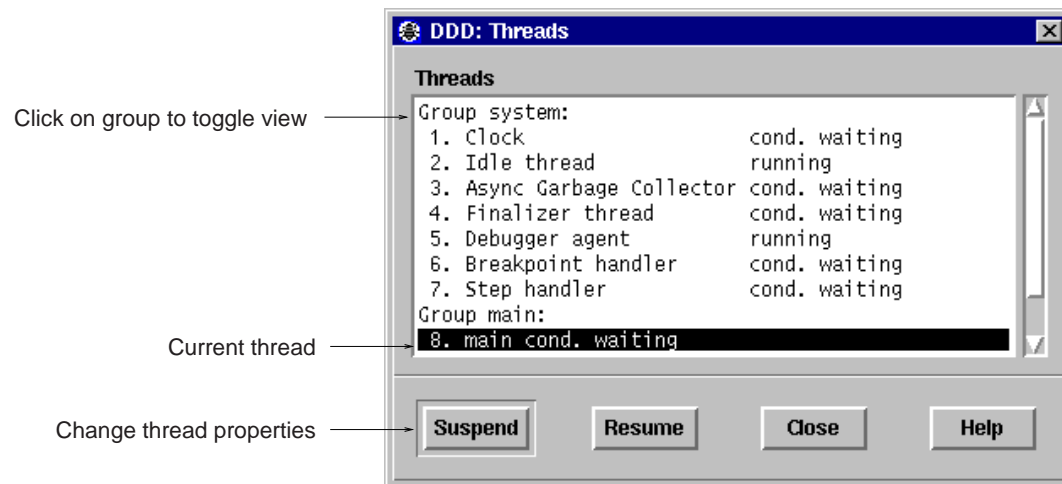 DDD: Threads
Threads
Click on group to toggle view
Group system:
1. Clock cond. waiting
2. Idle thread running
3. Async Garbage Collector cond. waiting
4. Finalizer thread cond. waiting
5. Debugger agent running
6. Breakpoint handler cond. waiting
7. Step handler cond. waiting
Group main:
Current thread
8. main cond. waiting
Change thread properties
Suspend Resume Close Help